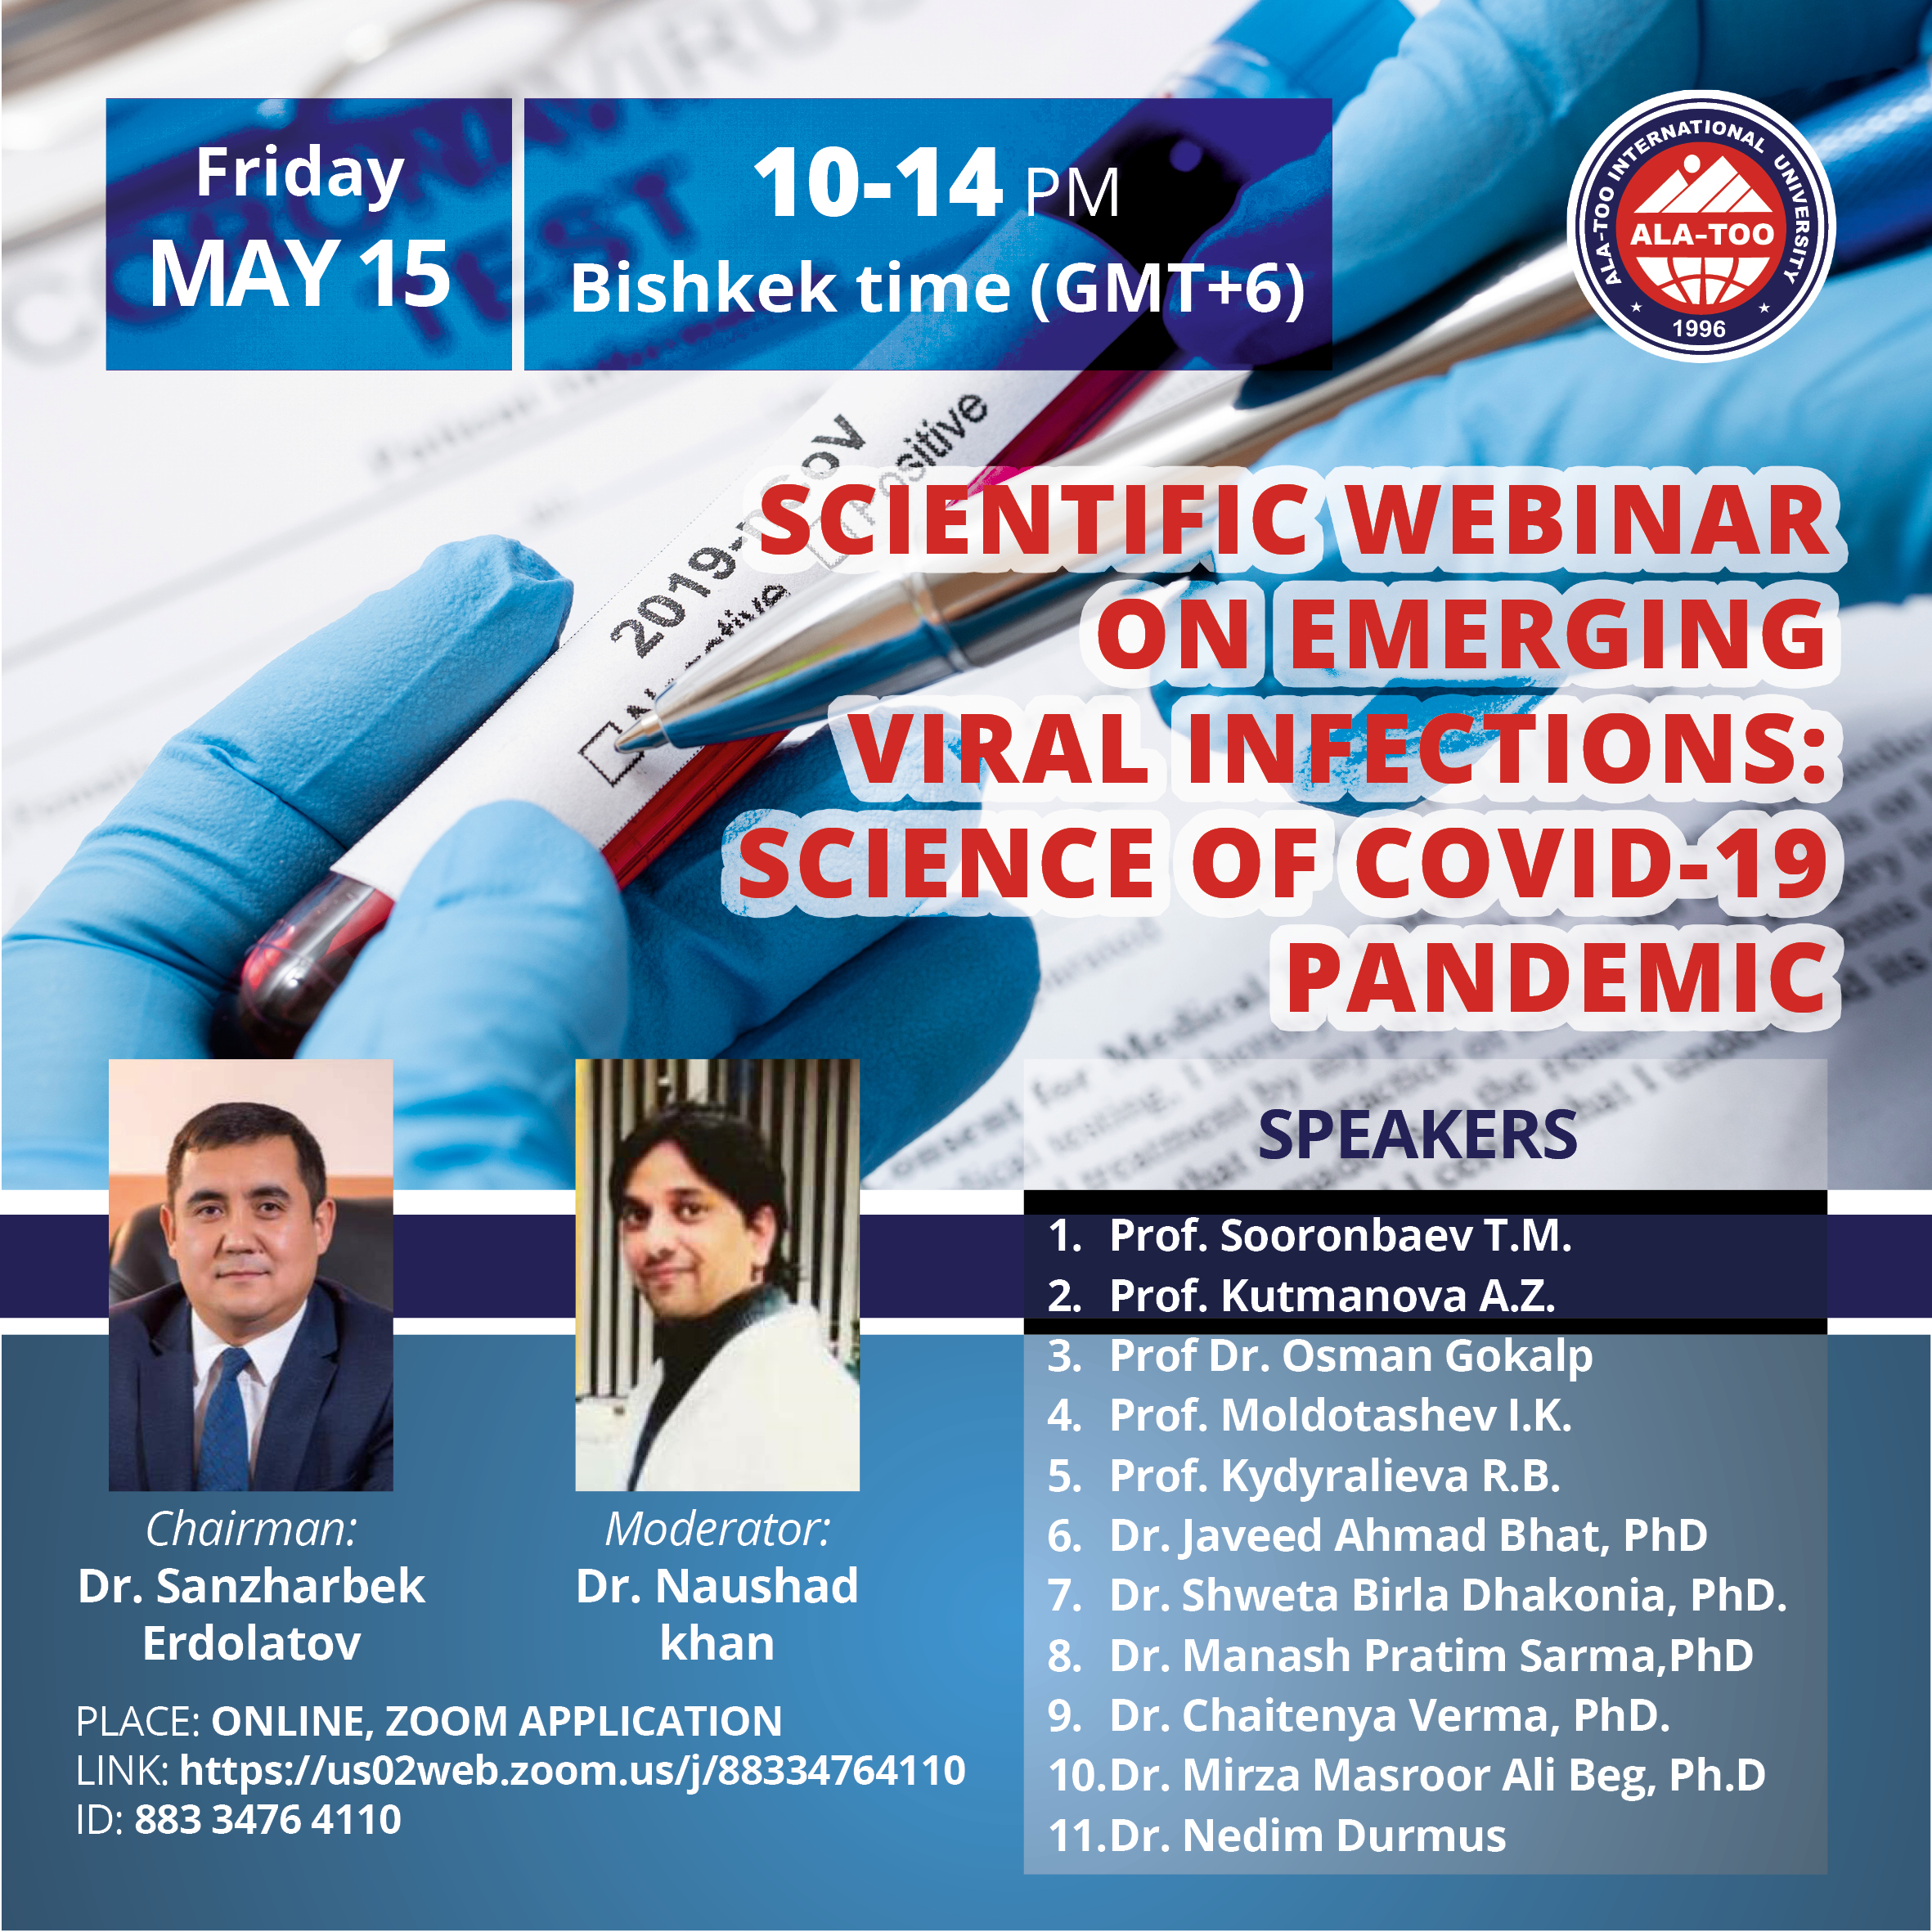 Friday
MAY 15
10-14 PM
Bishkek time (GMT+6)
ALA-TOO INTERNATIONAL UNIVERSITY
ALA-TOO
1996
CORONAVIRUS
TEST
2019-nCoV
Positive
Negative
SCIENTIFIC WEBINAR
ON EMERGING
VIRAL INFECTIONS:
SCIENCE OF COVID-19
PANDEMIC
SPEAKERS
1. Prof. Sooronbaev T.M.
2. Prof. Kutmanova A.Z.
3. Prof Dr. Osman Gokalp
4. Prof. Moldotashev I.K.
5. Prof. Kydyralieva R.B.
6. Dr. Javeed Ahmad Bhat, PhD
7. Dr. Shweta Birla Dhakonia, PhD.
8. Dr. Manash Pratim Sarma,PhD
9. Dr. Chaitenya Verma, PhD.
10.Dr. Mirza Masroor Ali Beg, Ph.D
11.Dr. Nedim Durmus
Chairman:
Dr. Sanzharbek
Erdolatov
Moderator:
Dr. Naushad
khan
PLACE: ONLINE, ZOOM APPLICATION
LINK: https://us02web.zoom.us/j/88334764110
ID: 883 3476 4110